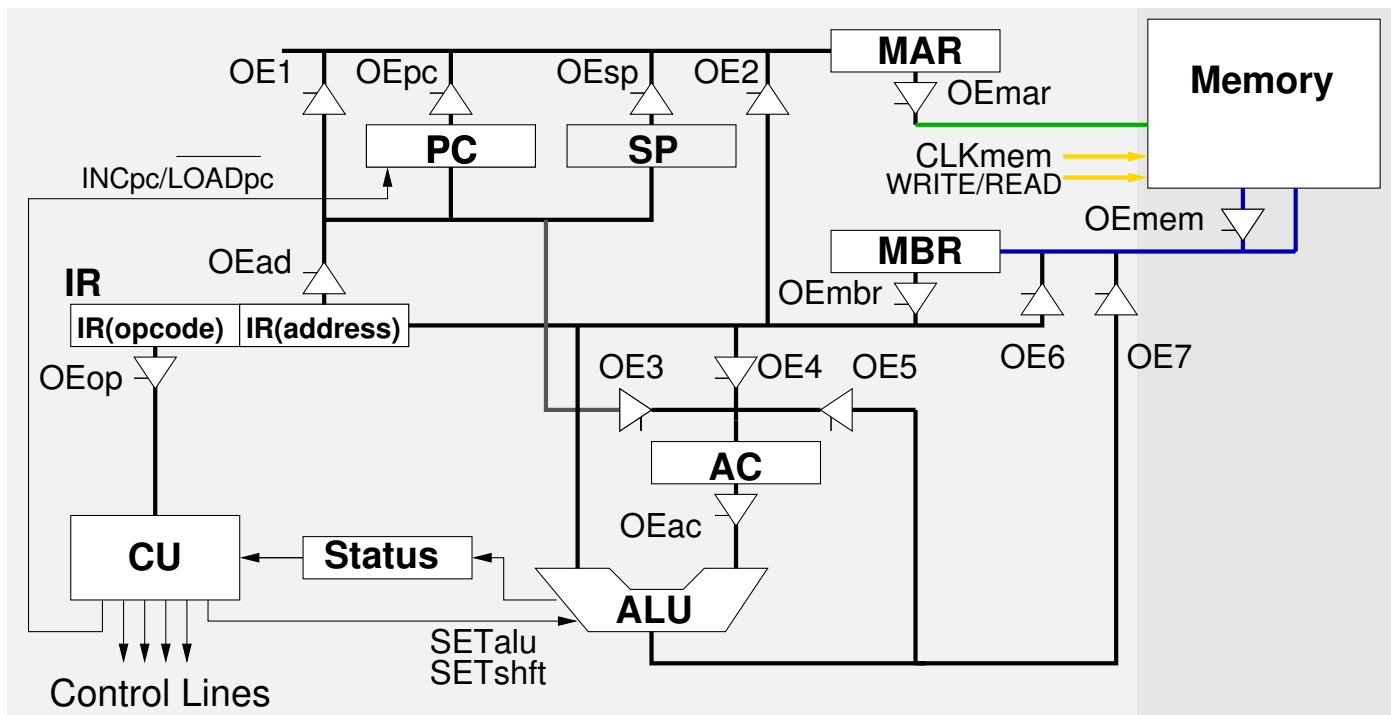 MAR
Memory
OE1
OEpc
OEsp
OE2
OEmar
PC
SP
CLKmem
WRITE/READ
INCpc/LOADpc
OEmem
MBR
OEad
IR
OEmbr
IR(opcode)
IR(address)
OEop
OE3
OE4
OE5
OE6
OE7
AC
OEac
CU
Status
ALU
SETalu
SETshft
Control Lines